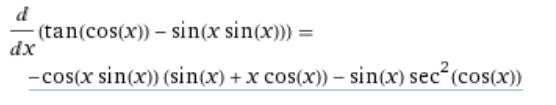 d/dx (tan(cos(x)) – sin(x sin(x))) =
-cos(x sin(x)) (sin(x) + x cos(x)) – sin(x) sec²(cos(x))